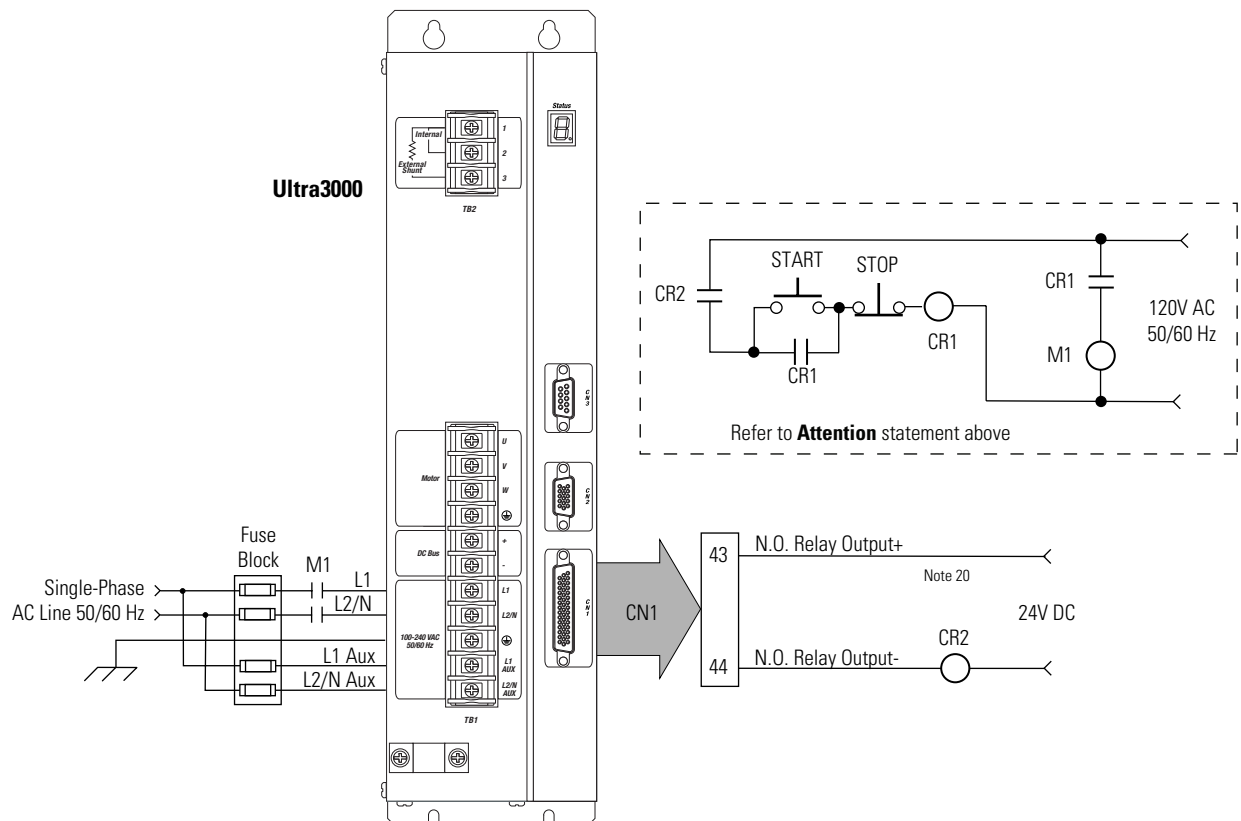 Ultra3000
Status
Internal
External
Shunt
1
2
3
TB2
CN3
CN2
CN1
Motor
U
V
W
DC Bus
+
-
100-240 VAC
50/60 Hz
L1
L2/N
L1
AUX
L2/N
AUX
TB1
Fuse
Block
M1
L1
L2/N
Single-Phase
AC Line 50/60 Hz
L1 Aux
L2/N Aux
CR2
START
STOP
CR1
CR1
CR1
M1
120V AC
50/60 Hz
Refer to Attention statement above
CN1
43
N.O. Relay Output+
Note 20
24V DC
CR2
44
N.O. Relay Output-